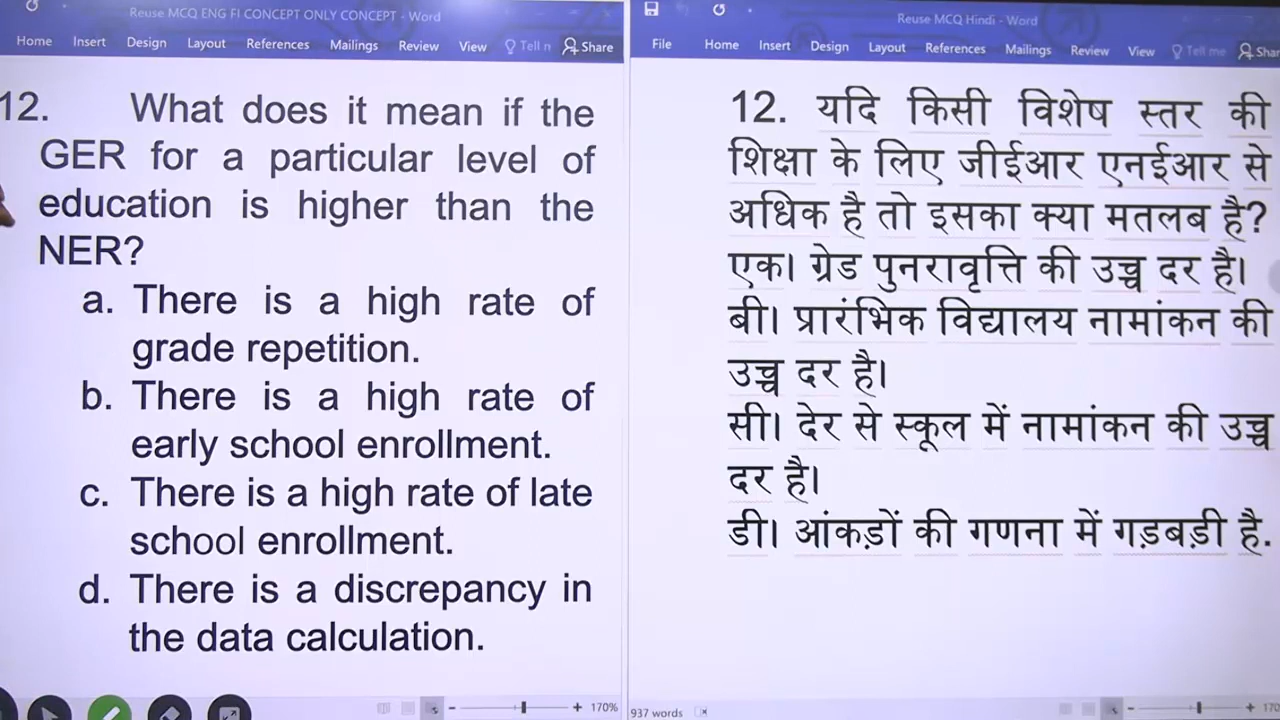 Reuse MCQ ENG FI CONCEPT ONLY CONCEPT - Word
Home Insert Design Layout References Mailings Review View Tell n Share
12. What does it mean if the
GER for a particular level of
education is higher than the
NER?
a. There is a high rate of
grade repetition.
b. There is a high rate of
early school enrollment.
c. There is a high rate of late
school enrollment.
d. There is a discrepancy in
the data calculation.
170%
Reuse MCQ Hindi - Word
File Home Insert Design Layout References Mailings Review View Tell me Shar
12. यदि किसी विशेष स्तर की
शिक्षा के लिए जीईआर एनईआर से
अधिक है तो इसका क्या मतलब है?
एक। ग्रेड पुनरावृत्ति की उच्च दर है।
बी। प्रारंभिक विद्यालय नामांकन की
उच्च दर है।
सी। देर से स्कूल में नामांकन की उच्च
दर है।
डी। आंकड़ों की गणना में गड़बड़ी है.
937 words 170